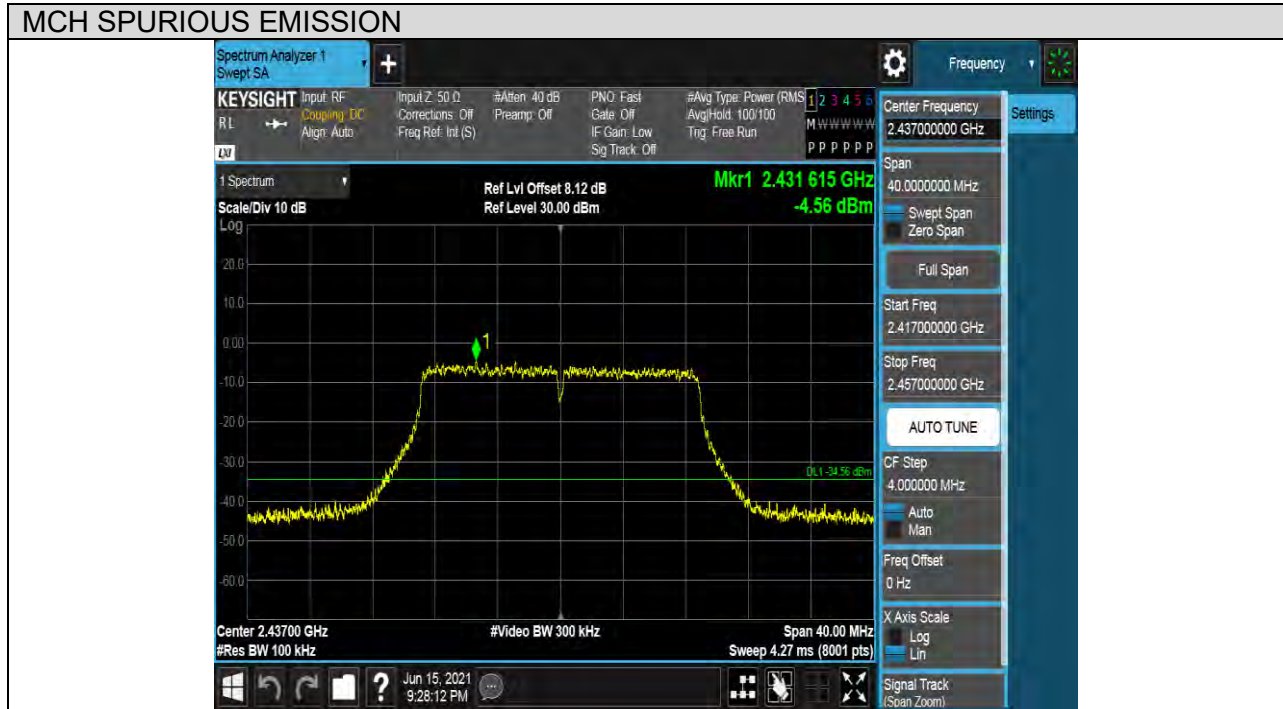 MCH SPURIOUS EMISSION
Spectrum Analyzer 1
Swept SA
+
Frequency
KEYSIGHT
RL
LXI
Input: RF
Coupling: DC
Align: Auto
Input Z: 50 Ω
Corrections: Off
Freq Ref: Int (S)
#Atten: 40 dB
Preamp: Off
PNO: Fast
Gate: Off
IF Gain: Low
Sig Track: Off
#Avg Type: Power (RMS
Avg|Hold: 100/100
Trig: Free Run
1 2 3 4 5 6
M W W W W W
P P P P P P
Settings
Center Frequency
2.437000000 GHz
Span
40.0000000 MHz
Swept Span
Zero Span
Full Span
Start Freq
2.417000000 GHz
Stop Freq
2.457000000 GHz
AUTO TUNE
CF Step
4.000000 MHz
Auto
Man
Freq Offset
0 Hz
X Axis Scale
Log
Lin
Signal Track
(Span Zoom)
1 Spectrum
Scale/Div 10 dB
Ref Lvl Offset 8.12 dB
Ref Level 30.00 dBm
Mkr1 2.431 615 GHz
-4.56 dBm
Log
20.0
10.0
0.00
-10.0
-20.0
-30.0
-40.0
-50.0
-60.0
1
DL1 -34.56 dBm
Center 2.43700 GHz
#Res BW 100 kHz
#Video BW 300 kHz
Span 40.00 MHz
Sweep 4.27 ms (8001 pts)
?
Jun 15, 2021
9:28:12 PM